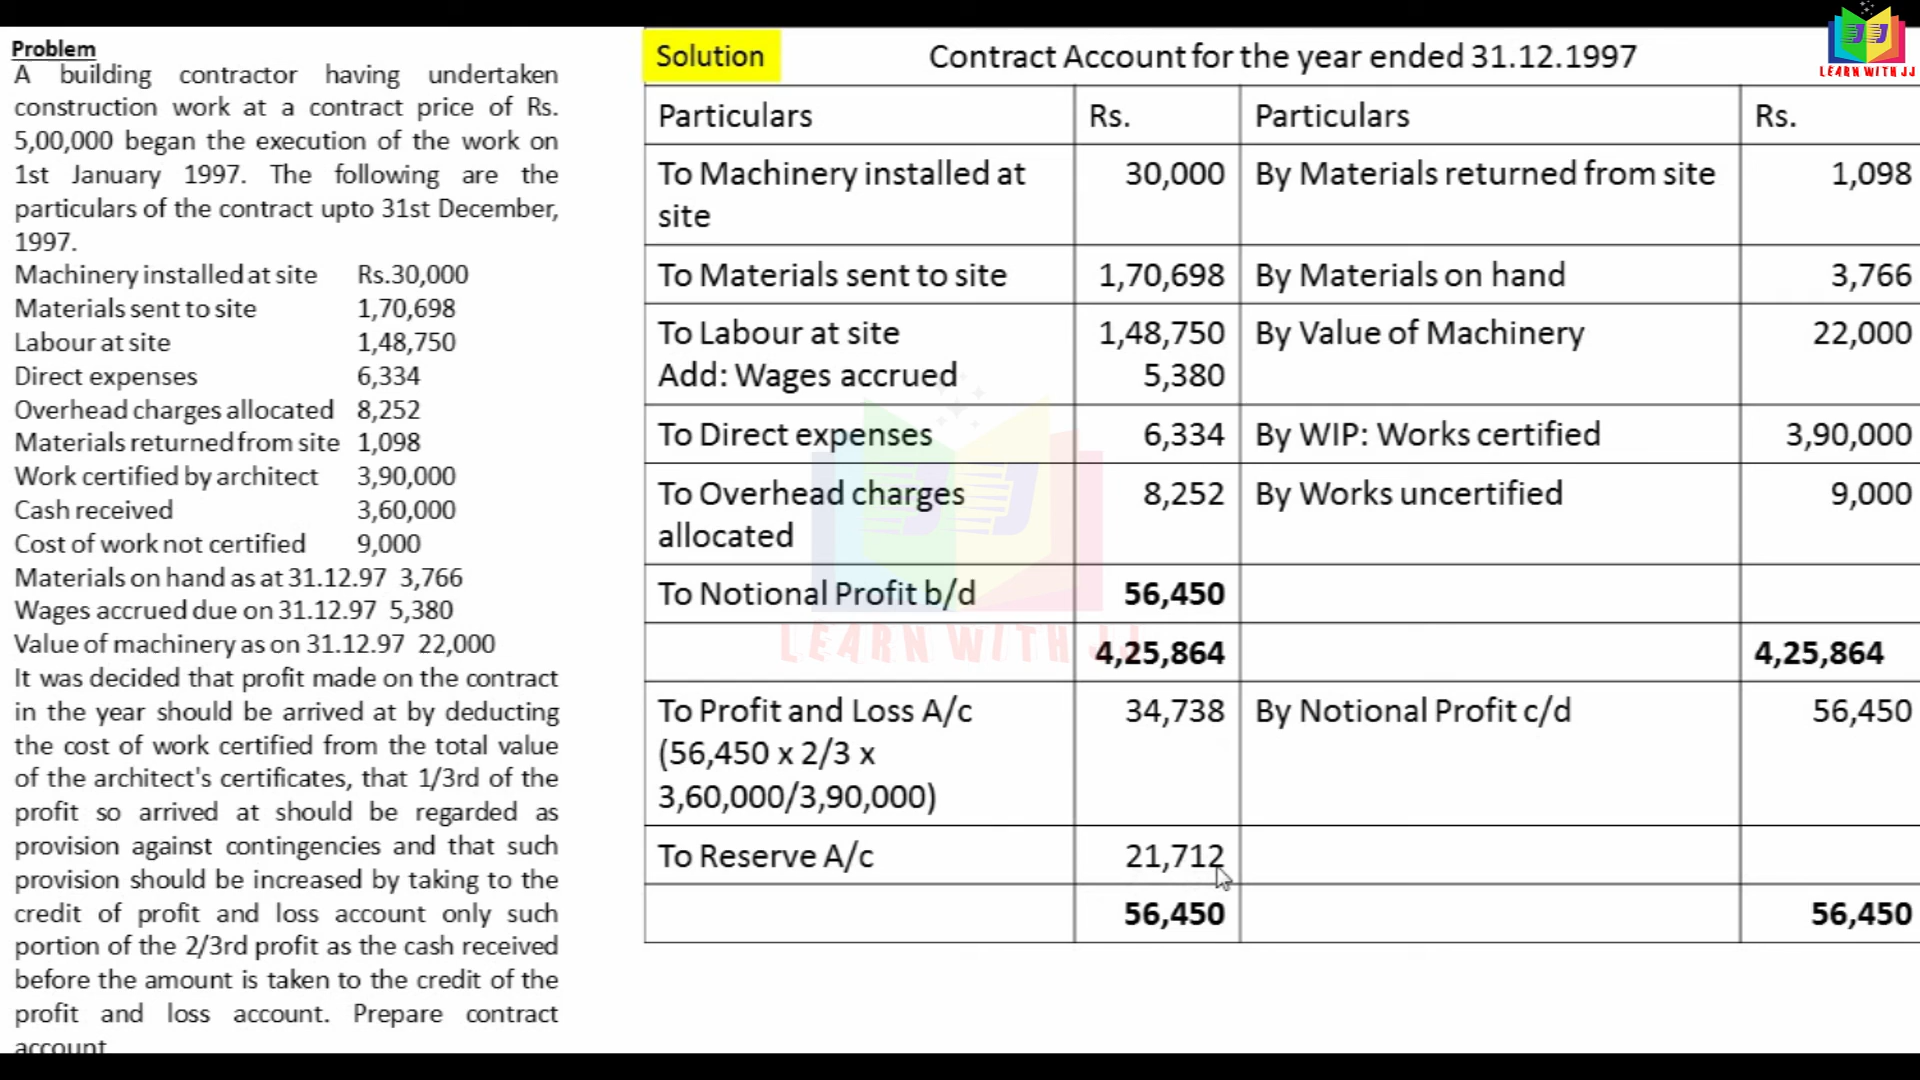 Problem
A building contractor having undertaken
construction work at a contract price of Rs.
5,00,000 began the execution of the work on
1st January 1997. The following are the
particulars of the contract upto 31st December,
1997.
Machinery installed at site Rs.30,000
Materials sent to site 1,70,698
Labour at site 1,48,750
Direct expenses 6,334
Overhead charges allocated 8,252
Materials returned from site 1,098
Work certified by architect 3,90,000
Cash received 3,60,000
Cost of work not certified 9,000
Materials on hand as at 31.12.97 3,766
Wages accrued due on 31.12.97 5,380
Value of machinery as on 31.12.97 22,000
It was decided that profit made on the contract
in the year should be arrived at by deducting
the cost of work certified from the total value
of the architect's certificates, that 1/3rd of the
profit so arrived at should be regarded as
provision against contingencies and that such
provision should be increased by taking to the
credit of profit and loss account only such
portion of the 2/3rd profit as the cash received
before the amount is taken to the credit of the
profit and loss account. Prepare contract
account
Solution Contract Account for the year ended 31.12.1997
LEARN WITH JJ
Particulars Rs. Particulars Rs.
To Machinery installed at 30,000 By Materials returned from site 1,098
site
To Materials sent to site 1,70,698 By Materials on hand 3,766
To Labour at site 1,48,750 By Value of Machinery 22,000
Add: Wages accrued 5,380
To Direct expenses 6,334 By WIP: Works certified 3,90,000
To Overhead charges 8,252 By Works uncertified 9,000
allocated
To Notional Profit b/d 56,450
LEARN WITH JJ
4,25,864 4,25,864
To Profit and Loss A/c 34,738 By Notional Profit c/d 56,450
(56,450 x 2/3 x
3,60,000/3,90,000)
To Reserve A/c 21,712
56,450 56,450